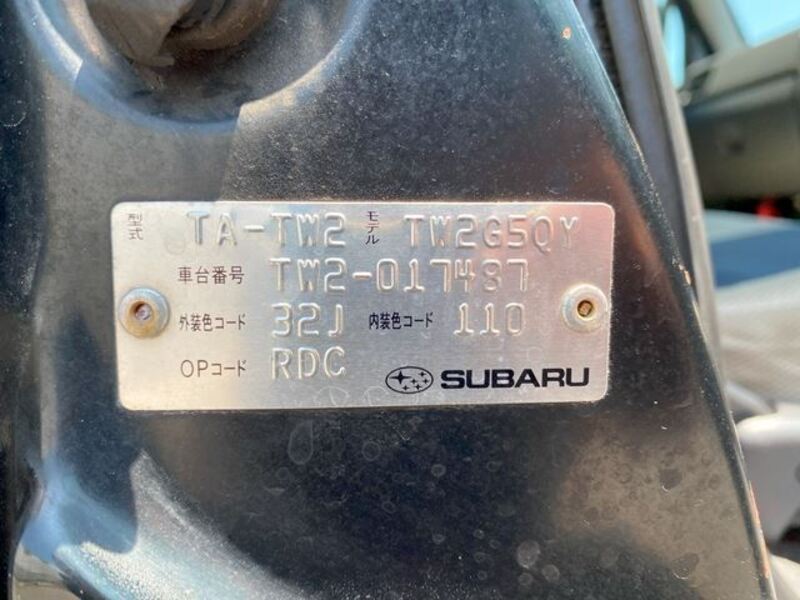 型式 TA-TW2 モデル TW2G5QY
車台番号 TW2-017487
外装色コード 32J 内装色コード 110
OPコード RDC SUBARU